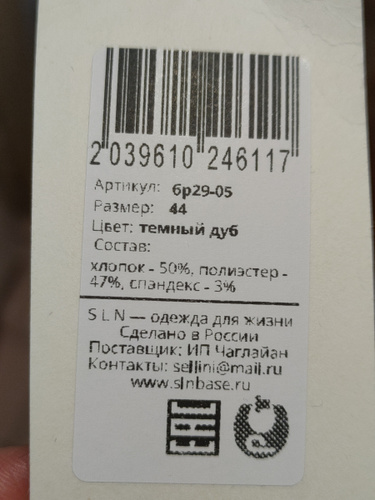 2 039610 246117
Артикул: бр29-05
Размер: 44
Цвет: темный дуб
Состав:
хлопок - 50%, полиэстер -
47%, спандекс - 3%
S L N — одежда для жизни
Сделано в России
Поставщик: ИП Чаглайан
Контакты: sellini@mail.ru
www.slnbase.ru
EAC